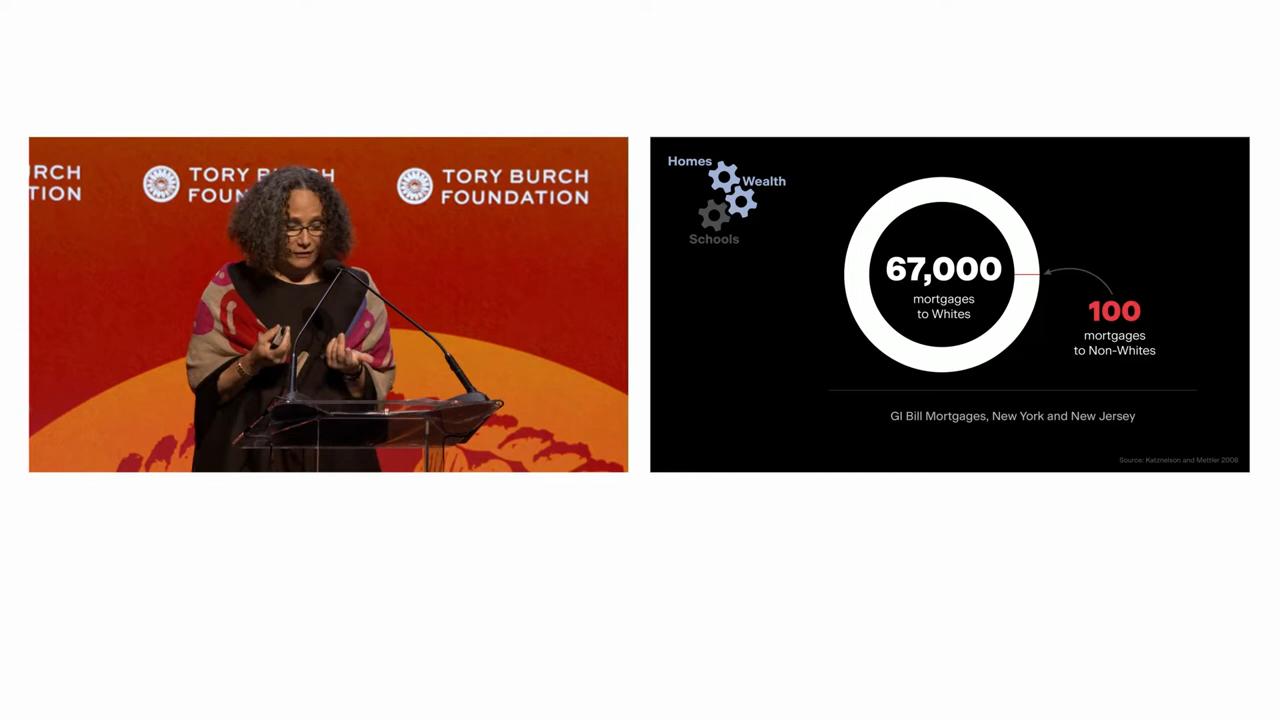 RCH
TION
TORY BURCH
FOUN
TORY BURCH
FOUNDATION
Homes
Wealth
Schools
67,000
mortgages
to Whites
100
mortgages
to Non-Whites
GI Bill Mortgages, New York and New Jersey
Source: Katznelson and Mettler 2008